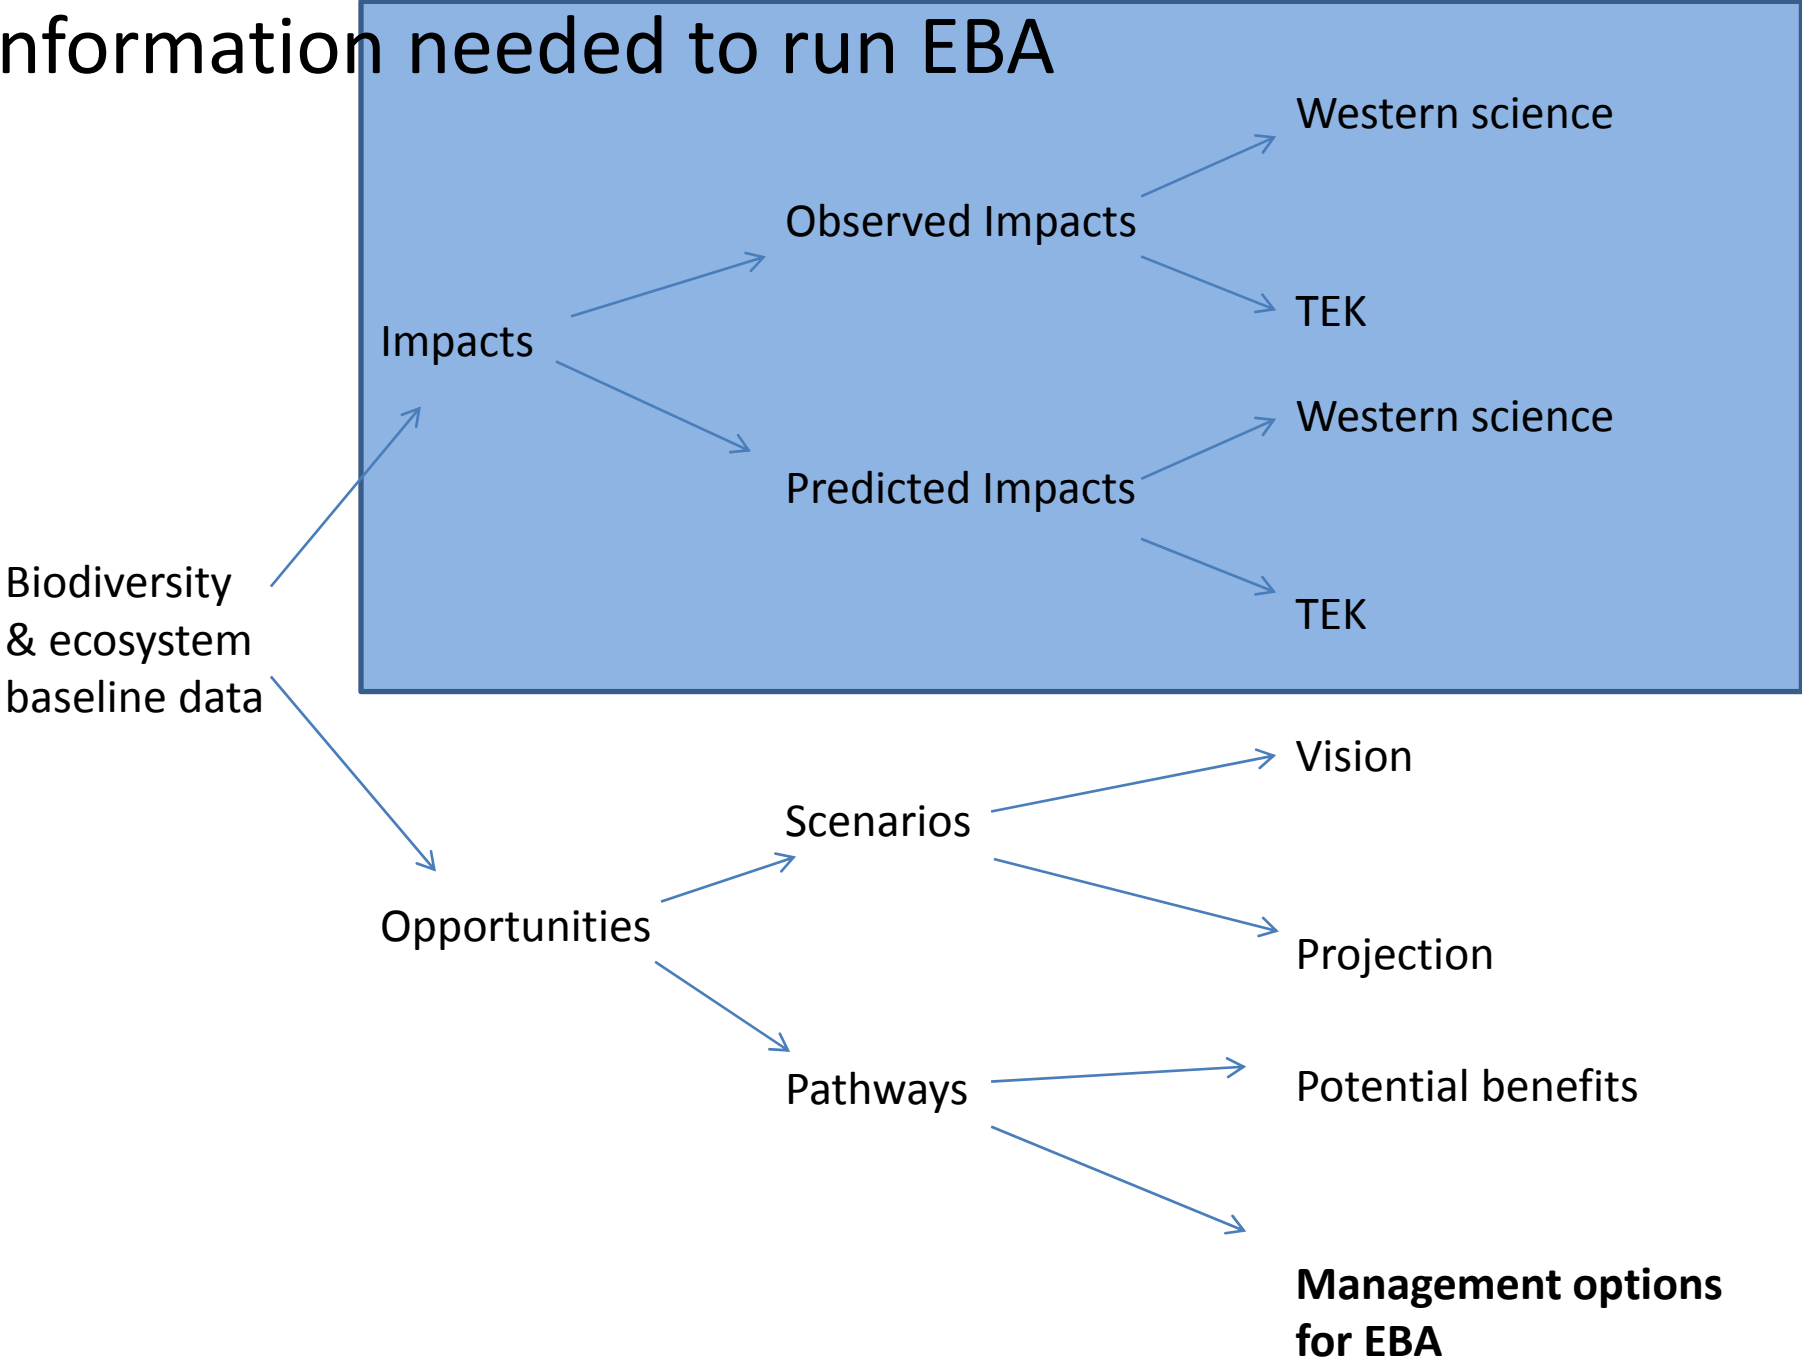 nformation needed to run EBA
Western science
Observed Impacts
TEK
Impacts
Western science
Predicted Impacts
TEK
Biodiversity
& ecosystem
baseline data
Vision
Scenarios
Projection
Opportunities
Pathways
Potential benefits
Management options
for EBA